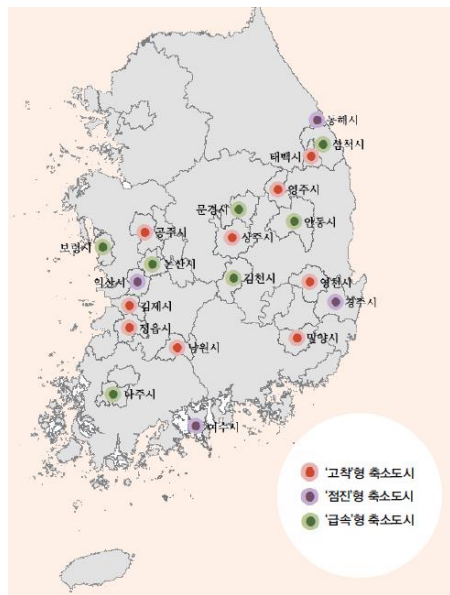 동해시
삼척시
태백시
영주시
문경시
안동시
공주시
상주시
보령시
논산시
김천시
익산시
영천시
경주시
김제시
정읍시
밀양시
남원시
나주시
여수시
'고착'형 축소도시
'점진'형 축소도시
'급속'형 축소도시